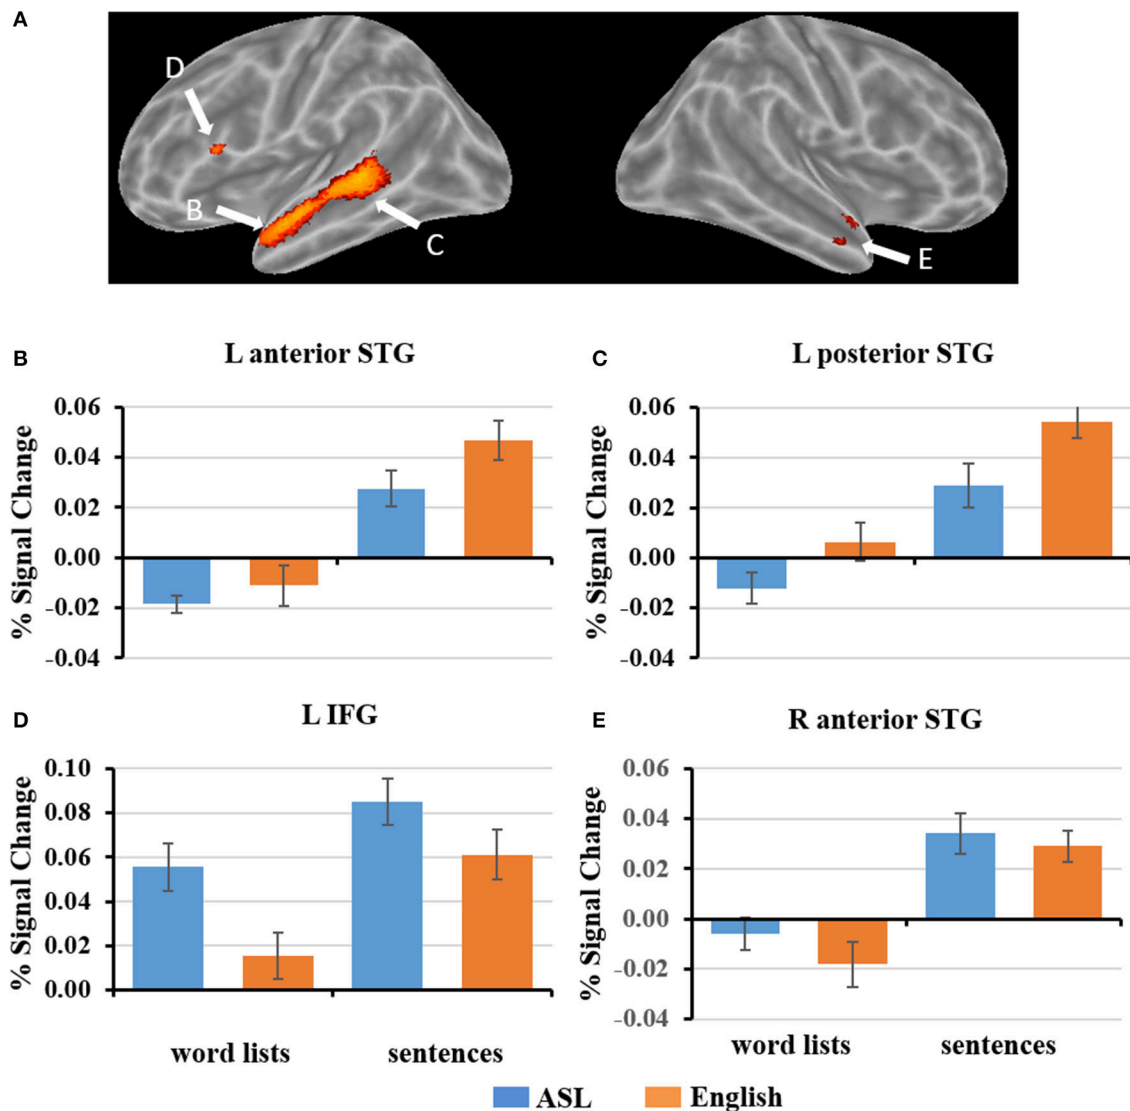 A
D
B
C
E
B
L anterior STG
0.06
0.04
0.02
0.00
-0.02
-0.04
% Signal Change
C
L posterior STG
0.06
0.04
0.02
0.00
-0.02
-0.04
% Signal Change
D
L IFG
0.10
0.08
0.06
0.04
0.02
0.00
% Signal Change
word lists
sentences
E
R anterior STG
0.06
0.04
0.02
0.00
-0.02
-0.04
% Signal Change
word lists
sentences
ASL
English